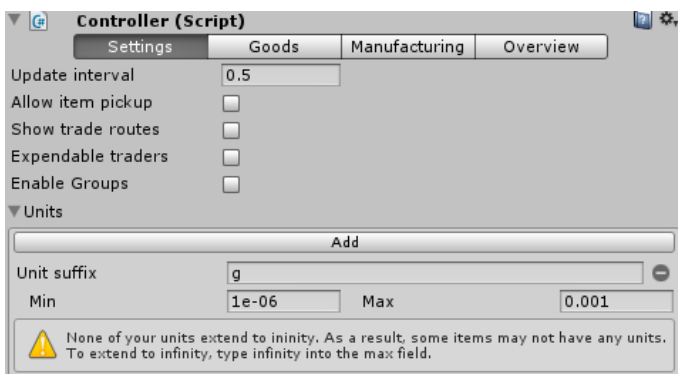 Controller (Script)
Settings Goods Manufacturing Overview
Update interval 0.5
Allow item pickup
Show trade routes
Expendable traders
Enable Groups
Units
Add
Unit suffix g
Min 1e-06 Max 0.001
None of your units extend to ininity. As a result, some items may not have any units.
To extend to infinity, type infinity into the max field.